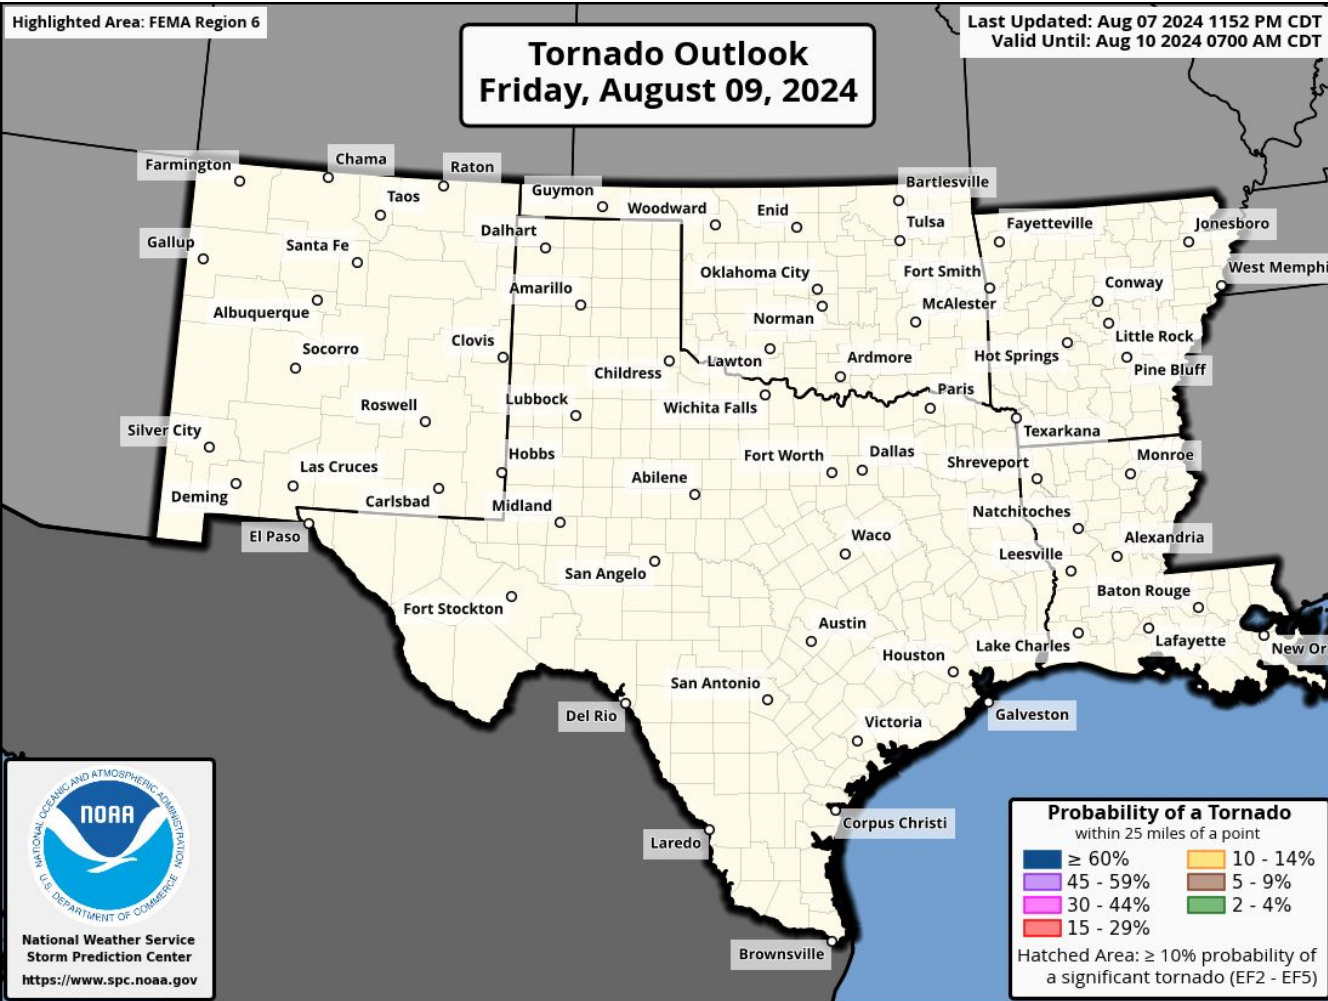 Highlighted Area: FEMA Region 6
Last Updated: Aug 07 2024 1152 PM CDT
Valid Until: Aug 10 2024 0700 AM CDT
Tornado Outlook
Friday, August 09, 2024
Farmington
Chama
Raton
Taos
Guymon
Woodward
Enid
Bartlesville
Tulsa
Fayetteville
Jonesboro
Gallup
Santa Fe
Dalhart
Oklahoma City
Fort Smith
West Memphi
Amarillo
Conway
Albuquerque
Norman
McAlester
Socorro
Clovis
Childress
Lawton
Ardmore
Hot Springs
Little Rock
Pine Bluff
Roswell
Lubbock
Wichita Falls
Paris
Silver City
Texarkana
Las Cruces
Hobbs
Abilene
Fort Worth
Dallas
Shreveport
Monroe
Deming
Carlsbad
Midland
Natchitoches
El Paso
Waco
Leesville
Alexandria
San Angelo
Fort Stockton
Baton Rouge
Austin
Lake Charles
Lafayette
New Or
Houston
San Antonio
Del Rio
Victoria
Galveston
Corpus Christi
Laredo
Brownsville
NATIONAL OCEANIC AND ATMOSPHERIC ADMINISTRATION
NOAA
U.S. DEPARTMENT OF COMMERCE
National Weather Service
Storm Prediction Center
https://www.spc.noaa.gov
Probability of a Tornado
within 25 miles of a point
≥ 60%
45 - 59%
30 - 44%
15 - 29%
10 - 14%
5 - 9%
2 - 4%
Hatched Area: ≥ 10% probability of
a significant tornado (EF2 - EF5)